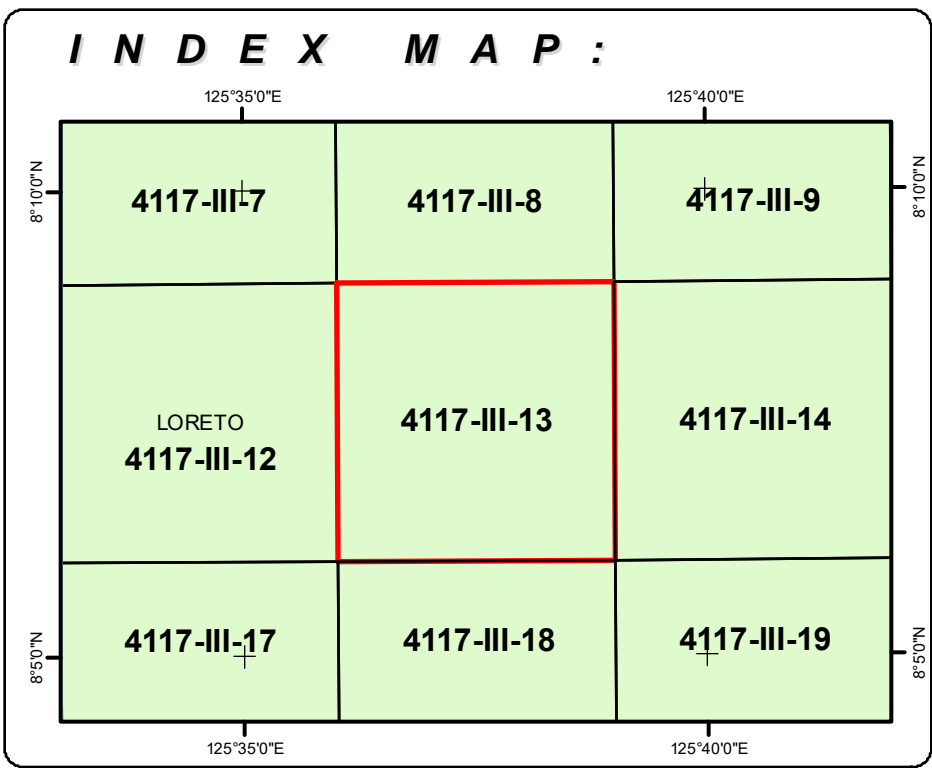 INDEX MAP:
125°35'0"E 125°40'0"E
8°10'0"N 8°10'0"N
4117-III-7 4117-III-8 4117-III-9
LORETO
4117-III-12 4117-III-13 4117-III-14
4117-III-17 4117-III-18 4117-III-19
8°5'0"N 8°5'0"N
125°35'0"E 125°40'0"E